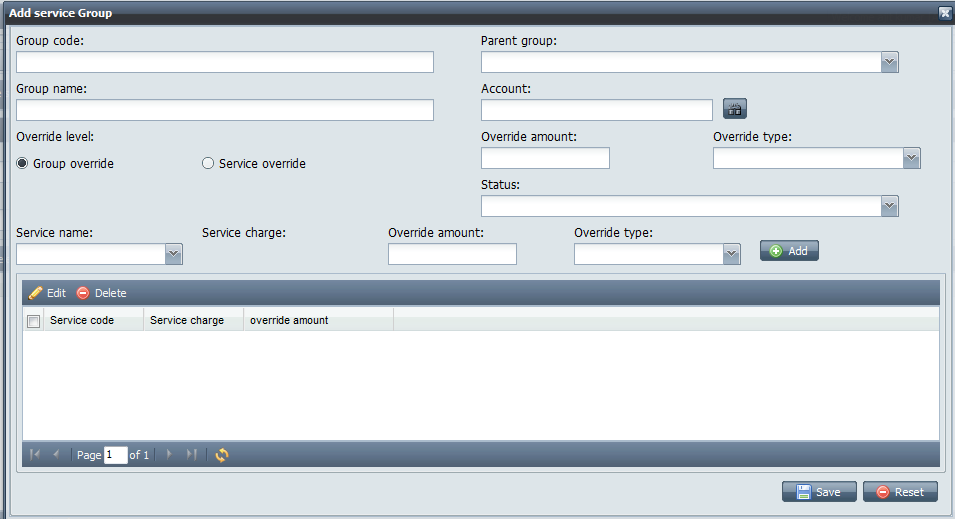 Add service Group
Group code:
Parent group:
Group name:
Account:
Override level:
Override amount:
Override type:
Group override
Service override
Status:
Service name:
Service charge:
Override amount:
Override type:
Add
Edit
Delete
Service code
Service charge
override amount
Page 1 of 1
Save
Reset